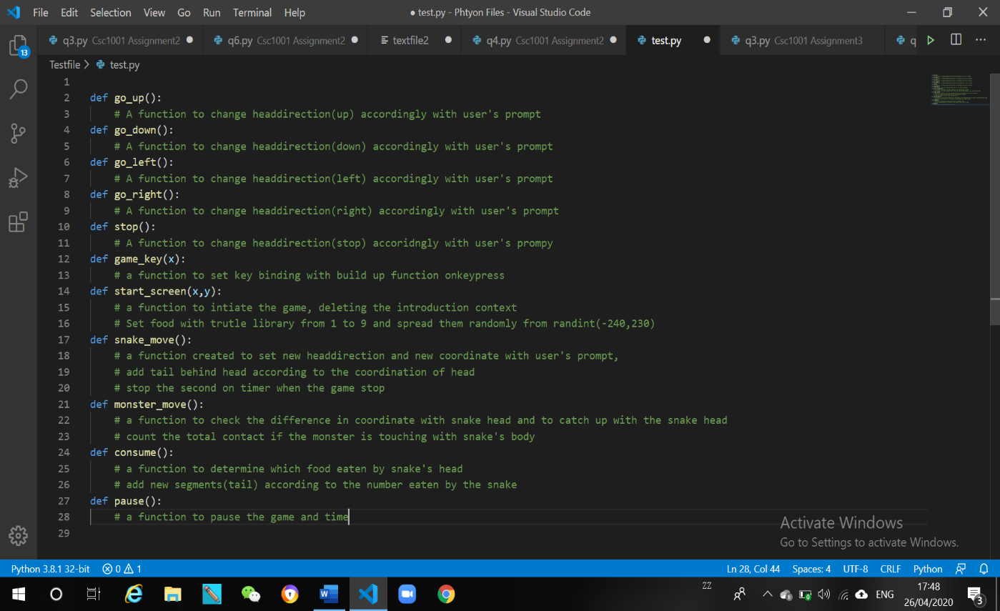 File Edit Selection View Go Run Terminal Help ● test.py - Phtyon Files - Visual Studio Code
q3.py Csc1001 Assignment2 ● q6.py Csc1001 Assignment2 ● textfile2 ● q4.py Csc1001 Assignment2 ● test.py ● q3.py Csc1001 Assignment3 q
13
Testfile > test.py
1
2 def go_up():
3 # A function to change headdirection(up) accordingly with user's prompt
4 def go_down():
5 # A function to change headdirection(down) accordingly with user's prompt
6 def go_left():
7 # A function to change headdirection(left) accordingly with user's prompt
8 def go_right():
9 # A function to change headdirection(right) accordingly with user's prompt
10 def stop():
11 # A function to change headdirection(stop) accoridngly with user's prompy
12 def game_key(x):
13 # a function to set key binding with build up function onkeypress
14 def start_screen(x,y):
15 # a function to intiate the game, deleting the introduction context
16 # Set food with trutle library from 1 to 9 and spread them randomly from randint(-240,230)
17 def snake_move():
18 # a function created to set new headdirection and new coordinate with user's prompt,
19 # add tail behind head according to the coordination of head
20 # stop the second on timer when the game stop
21 def monster_move():
22 # a function to check the difference in coordinate with snake head and to catch up with the snake head
23 # count the total contact if the monster is touching with snake's body
24 def consume():
25 # a function to determine which food eaten by snake's head
26 # add new segments(tail) according to the number eaten by the snake
27 def pause():
28 # a function to pause the game and time
29
Activate Windows
Go to Settings to activate Windows.
Python 3.8.1 32-bit 0 1 Ln 28, Col 44 Spaces: 4 UTF-8 CRLF Python
ZZ
ENG
17:48
26/04/2020
3